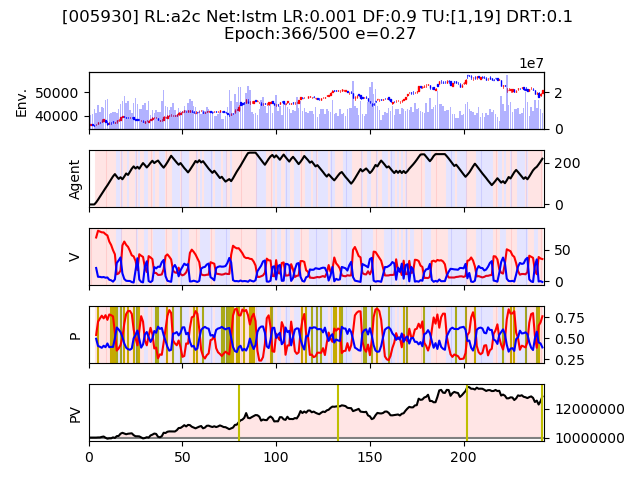 [005930] RL:a2c Net:lstm LR:0.001 DF:0.9 TU:[1,19] DRT:0.1
Epoch:366/500 e=0.27
1e7
Env.
50000
40000
2
0
Agent
200
0
V
50
0
P
0.75
0.50
0.25
PV
12000000
10000000
0
50
100
150
200